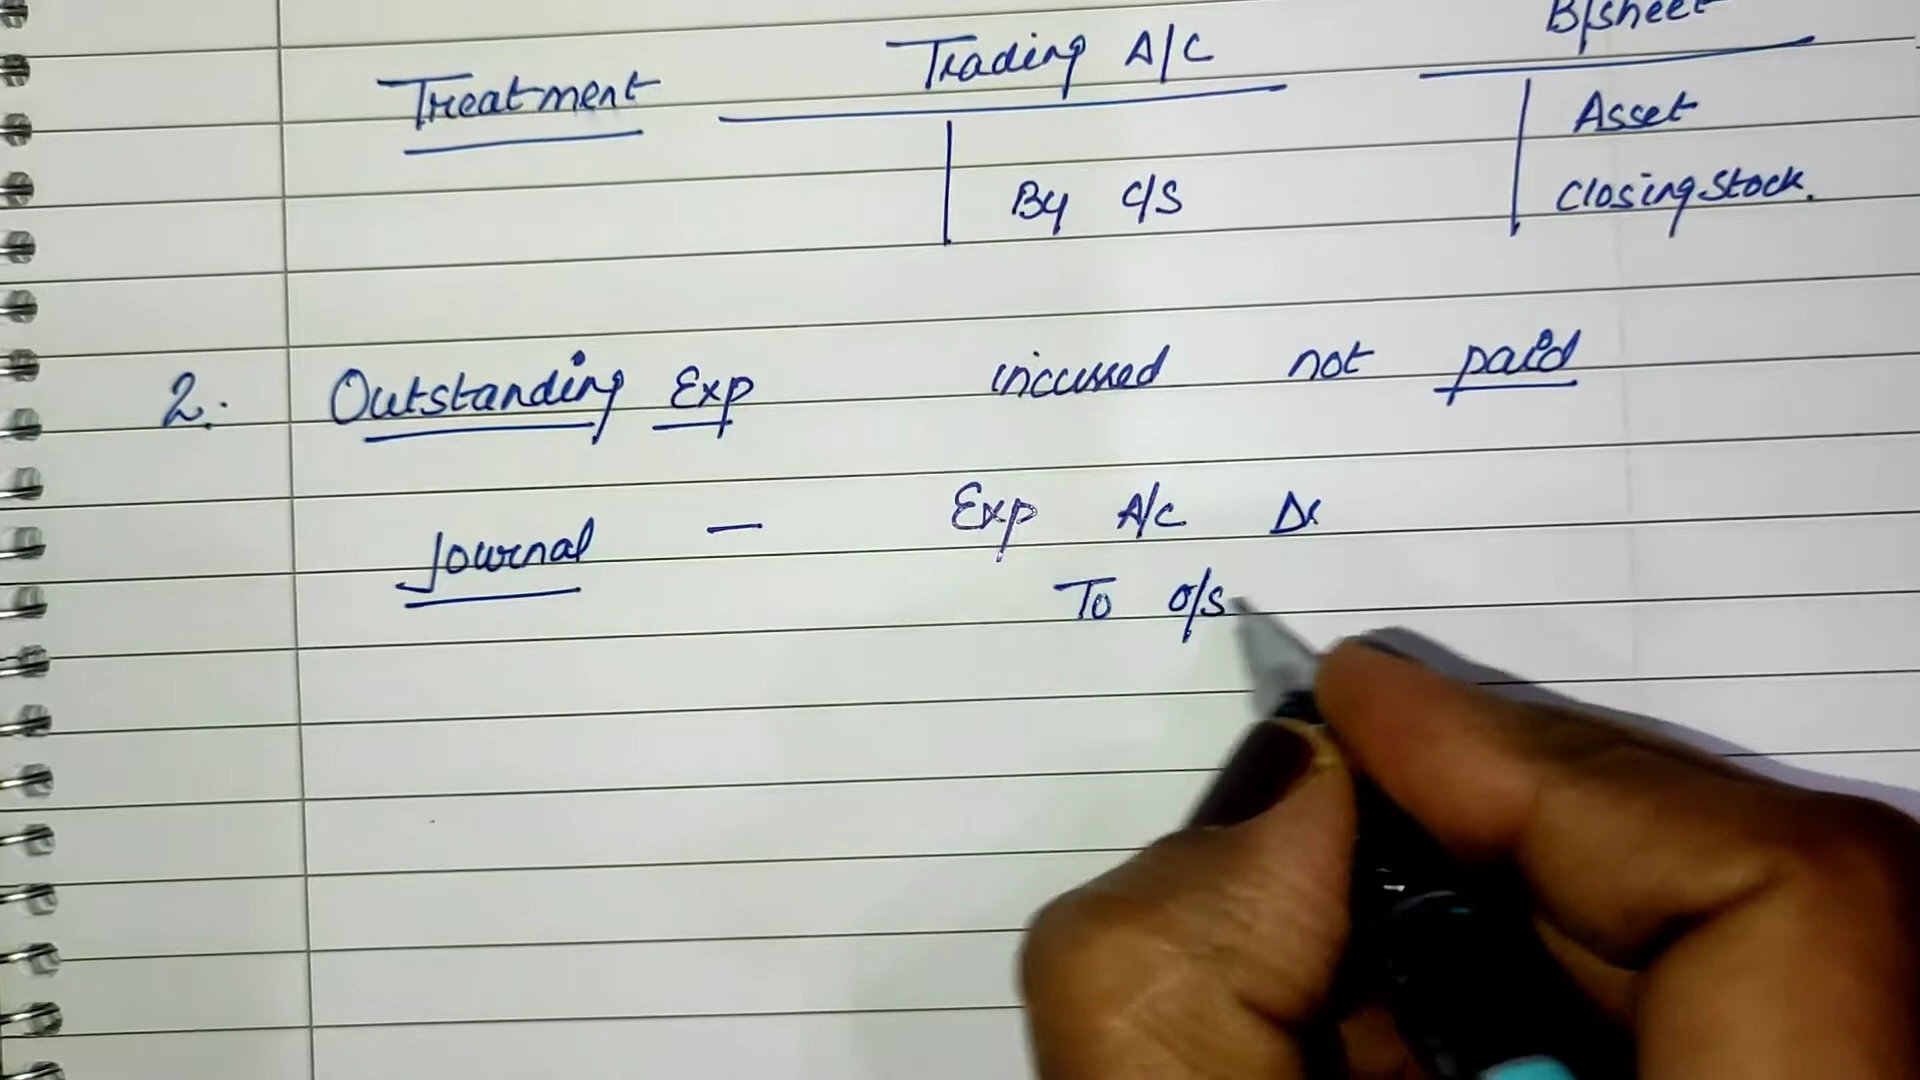 B/sheet
Treatment Trading A/C
Asset
By C/S Closing Stock.
2. Outstanding Exp incurred not paid
Journal — Exp A/C Dr
To O/S